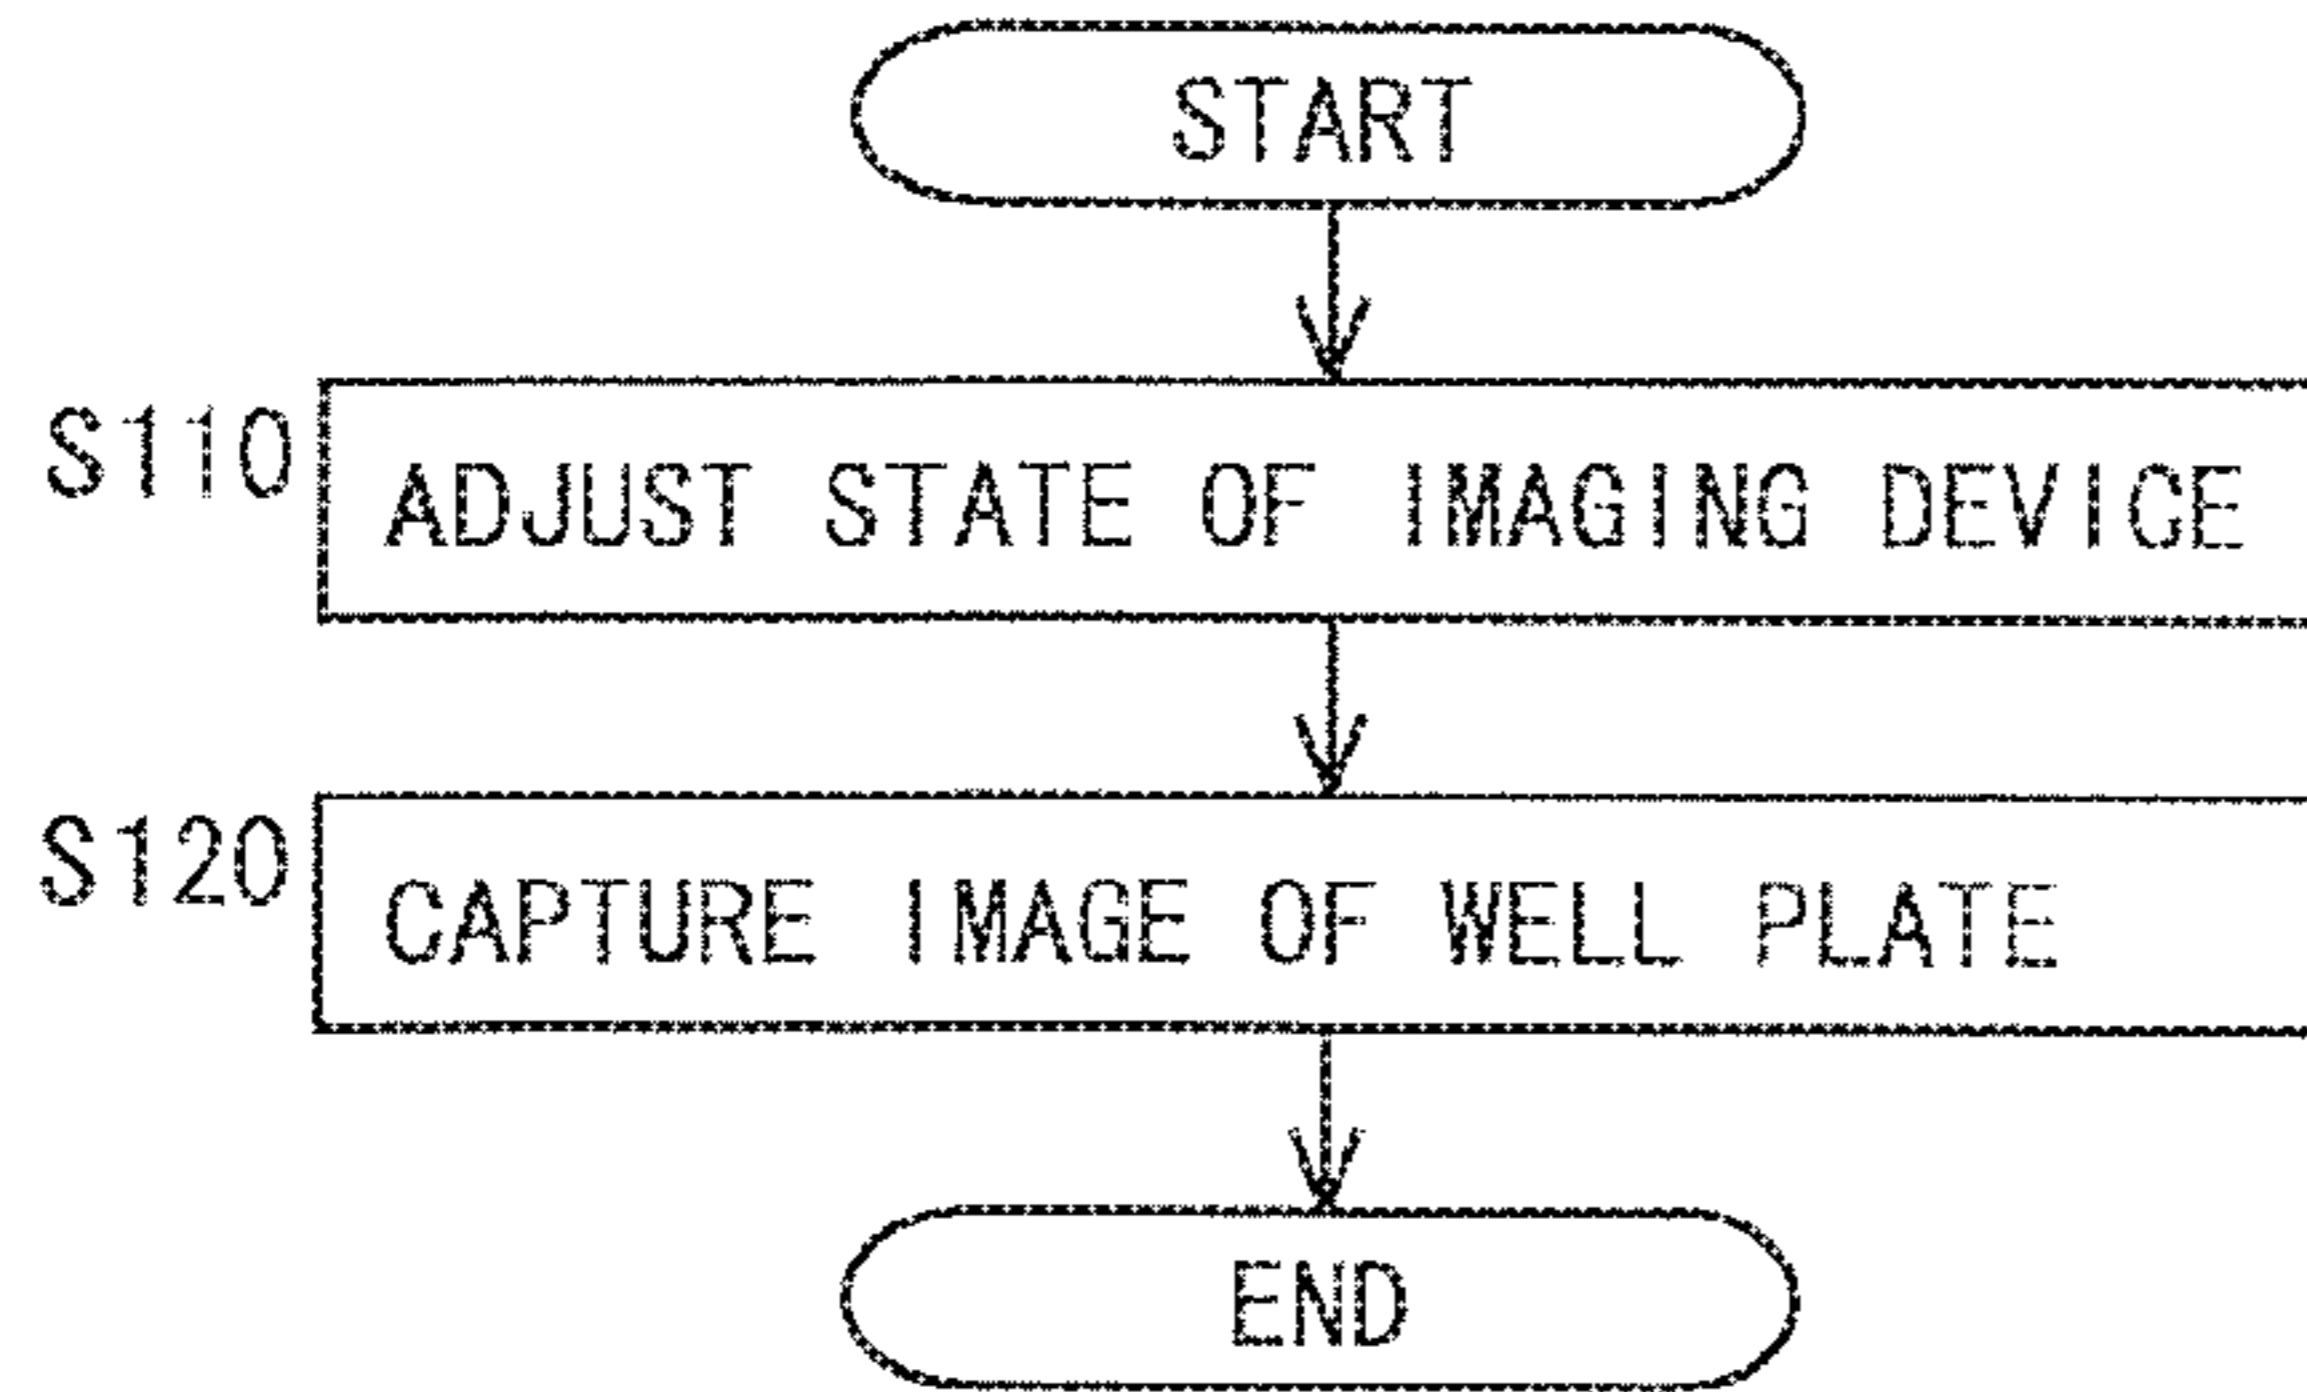 START
S110
ADJUST STATE OF IMAGING DEVICE
S120
CAPTURE IMAGE OF WELL PLATE
END